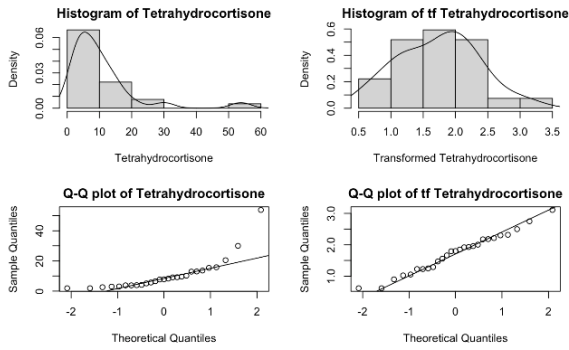 Histogram of Tetrahydrocortisone
Density
0.00 0.03 0.06
0 10 20 30 40 50 60
Tetrahydrocortisone
Histogram of tf Tetrahydrocortisone
Density
0.0 0.2 0.4 0.6
0.5 1.0 1.5 2.0 2.5 3.0 3.5
Transformed Tetrahydrocortisone
Q-Q plot of Tetrahydrocortisone
Sample Quantiles
0 20 40
-2 -1 0 1 2
Theoretical Quantiles
Q-Q plot of tf Tetrahydrocortisone
Sample Quantiles
1.0 2.0 3.0
-2 -1 0 1 2
Theoretical Quantiles